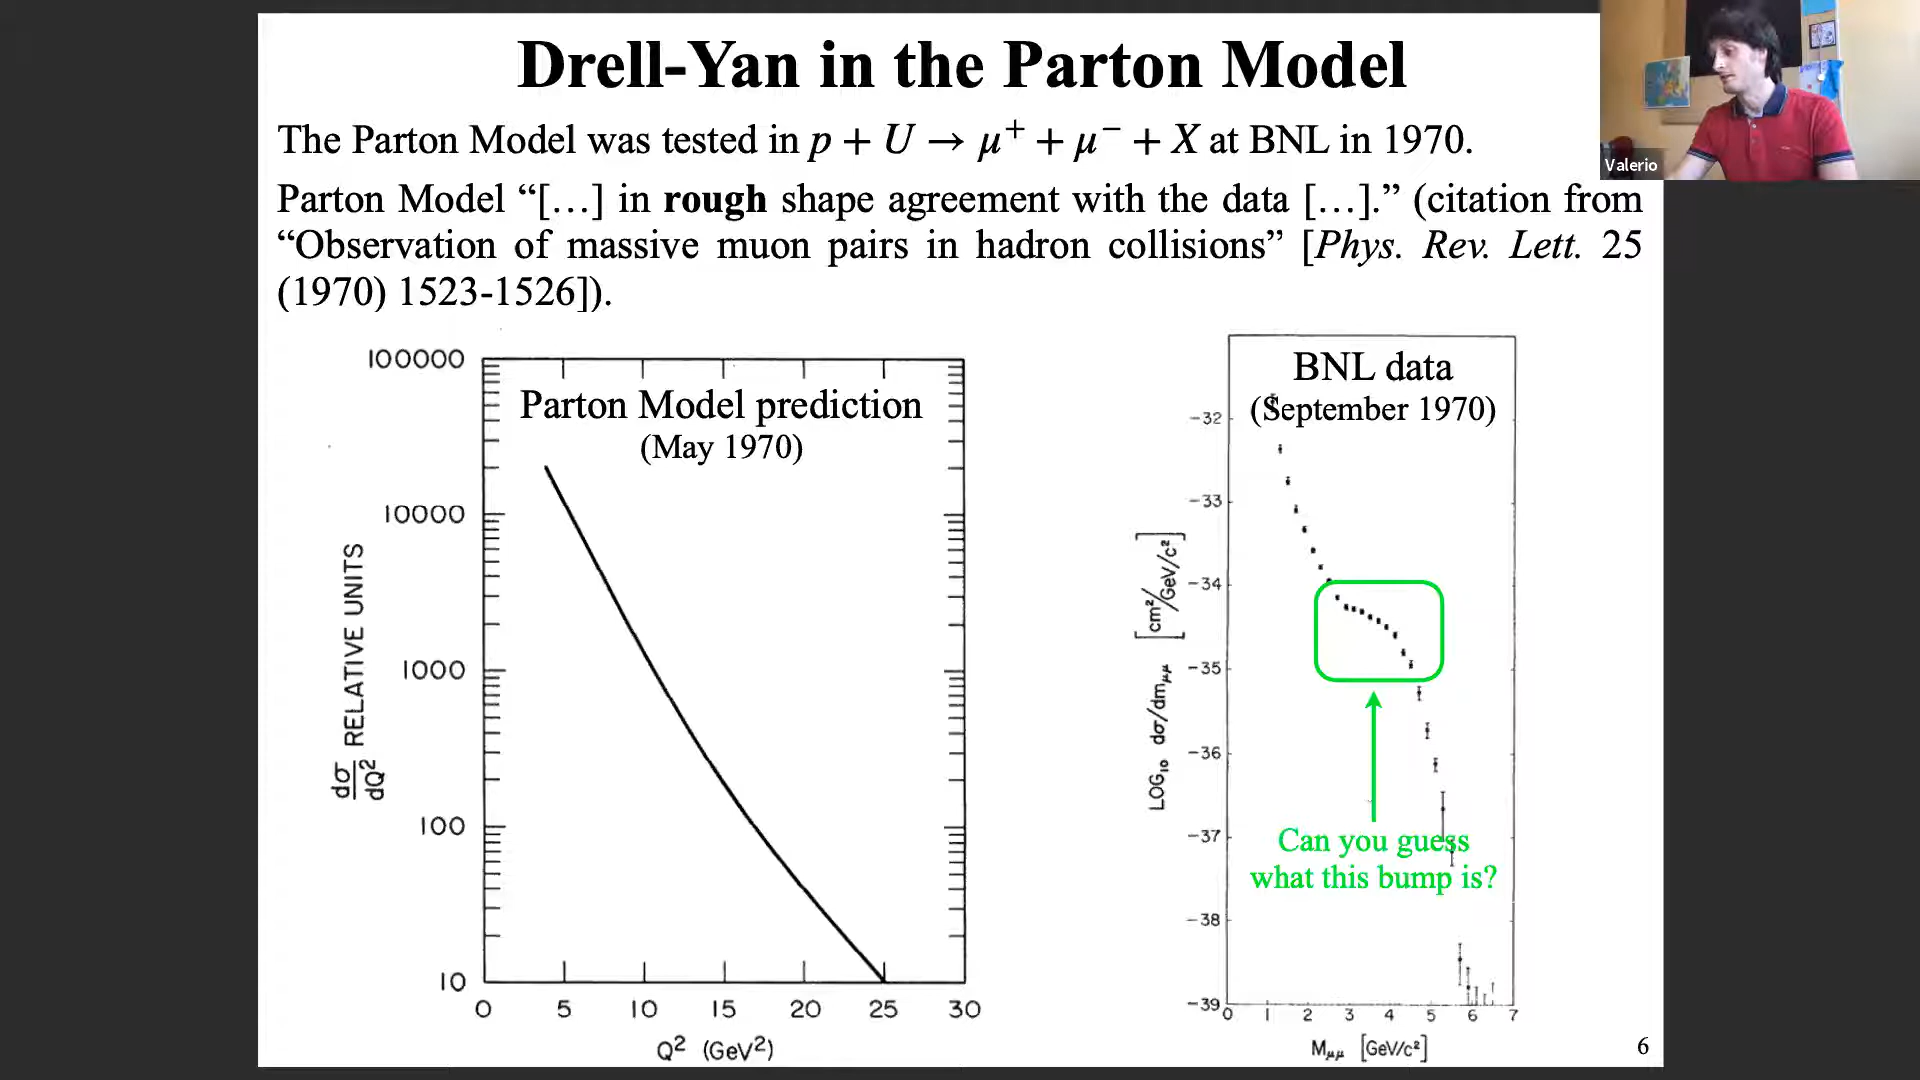 Drell-Yan in the Parton Model
The Parton Model was tested in p + U → μ⁺ + μ⁻ + X at BNL in 1970.
Valerio
Parton Model “[…] in rough shape agreement with the data […].” (citation from
“Observation of massive muon pairs in hadron collisions” [Phys. Rev. Lett. 25
(1970) 1523-1526]).
Parton Model prediction
(May 1970)
100000
10000
1000
100
10
dσ/dQ² RELATIVE UNITS
0 5 10 15 20 25 30
Q² (GeV²)
BNL data
(September 1970)
-32
-33
-34
-35
-36
-37
-38
-39
LOG₁₀ dσ/dmμμ [cm²/GeV/c²]
Can you guess
what this bump is?
0 1 2 3 4 5 6 7
Mμμ [GeV/c²]
6